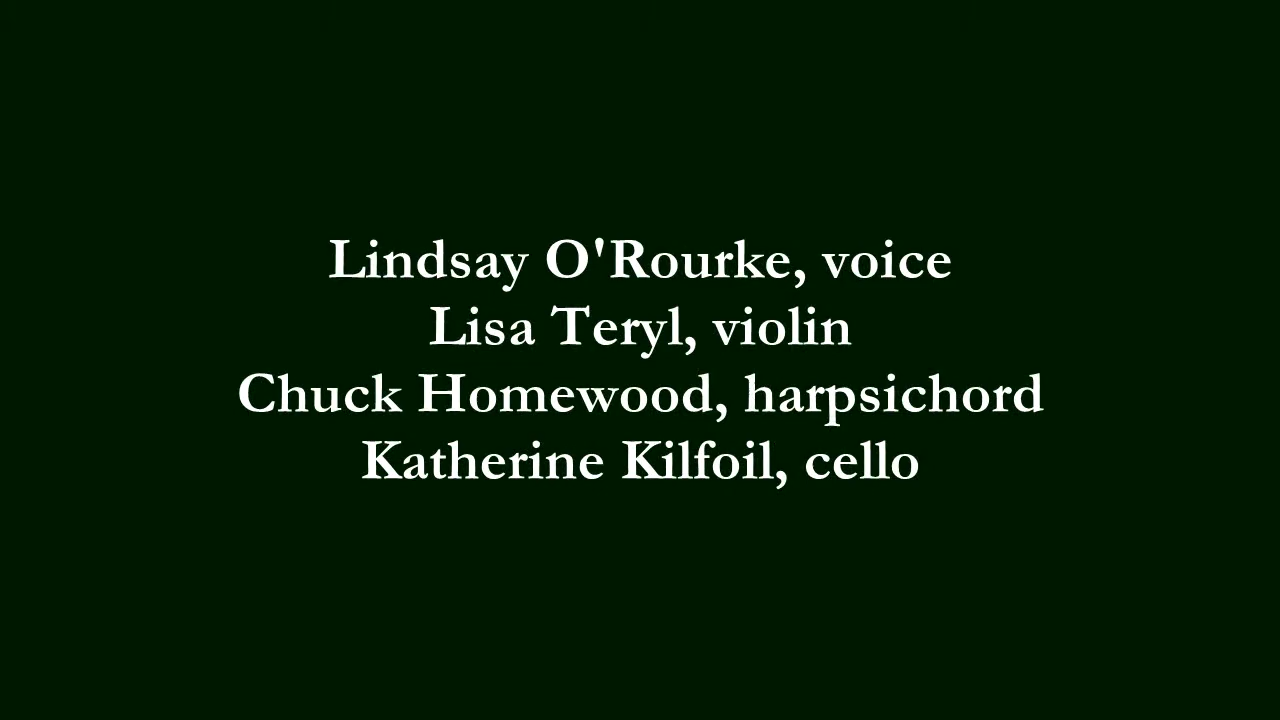 Lindsay O'Rourke, voice
Lisa Teryl, violin
Chuck Homewood, harpsichord
Katherine Kilfoil, cello